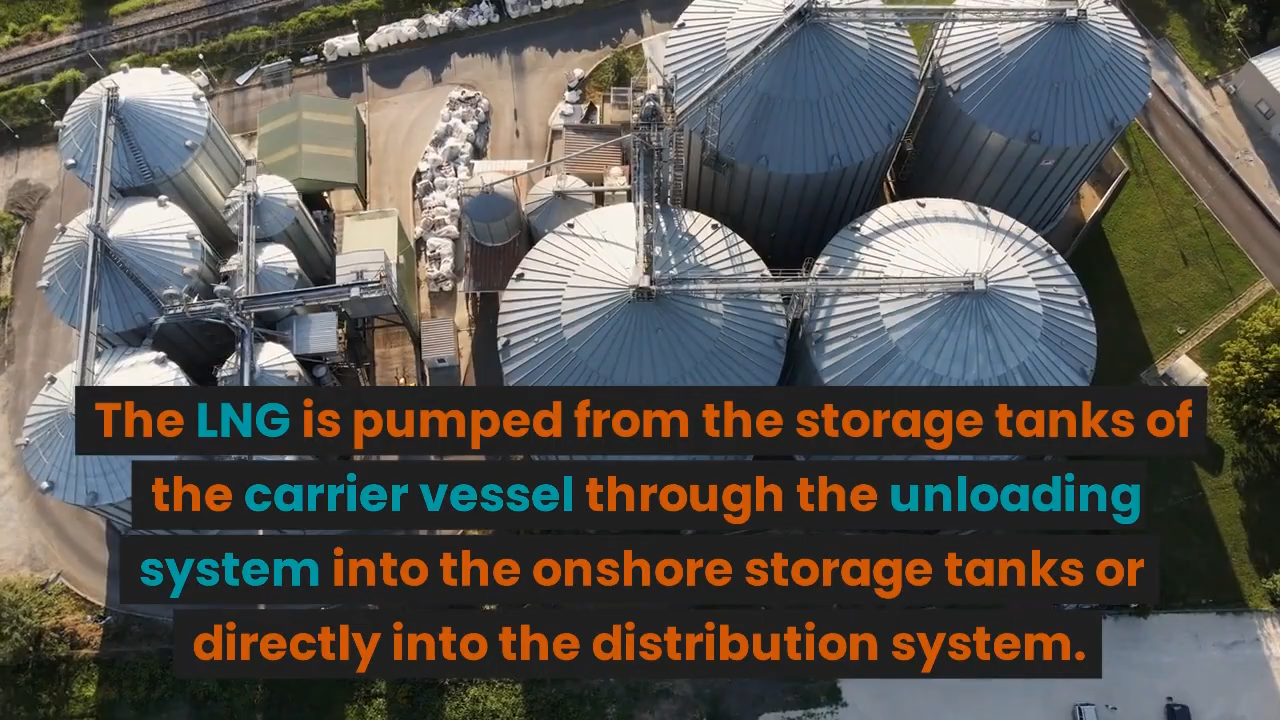 The LNG is pumped from the storage tanks of
the carrier vessel through the unloading
system into the onshore storage tanks or
directly into the distribution system.